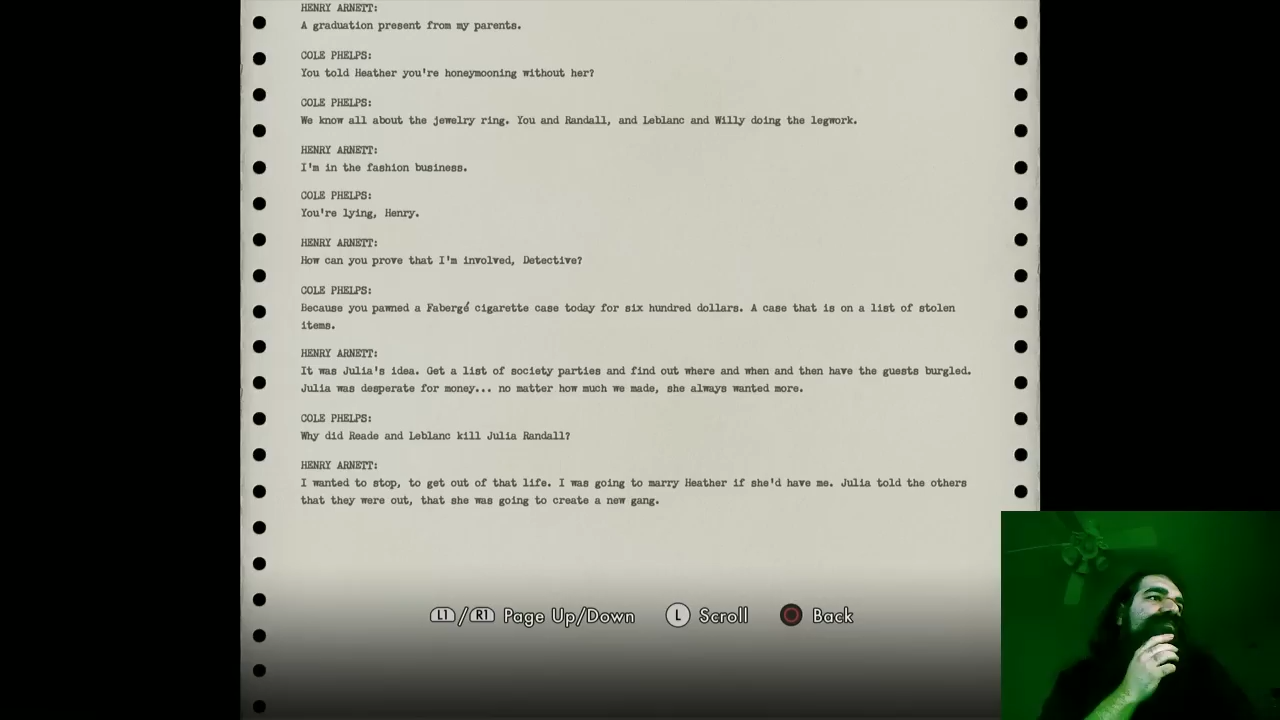 HENRY ARNETT:
A graduation present from my parents.
COLE PHELPS:
You told Heather you're honeymooning without her?
COLE PHELPS:
We know all about the jewelry ring. You and Randall, and Leblanc and Willy doing the legwork.
HENRY ARNETT:
I'm in the fashion business.
COLE PHELPS:
You're lying, Henry.
HENRY ARNETT:
How can you prove that I'm involved, Detective?
COLE PHELPS:
Because you pawned a Fabergé cigarette case today for six hundred dollars. A case that is on a list of stolen
items.
HENRY ARNETT:
It was Julia's idea. Get a list of society parties and find out where and when and then have the guests burgled.
Julia was desperate for money... no matter how much we made, she always wanted more.
COLE PHELPS:
Why did Reade and Leblanc kill Julia Randall?
HENRY ARNETT:
I wanted to stop, to get out of that life. I was going to marry Heather if she'd have me. Julia told the others
that they were out, that she was going to create a new gang.
L1/R1 Page Up/Down L Scroll Back